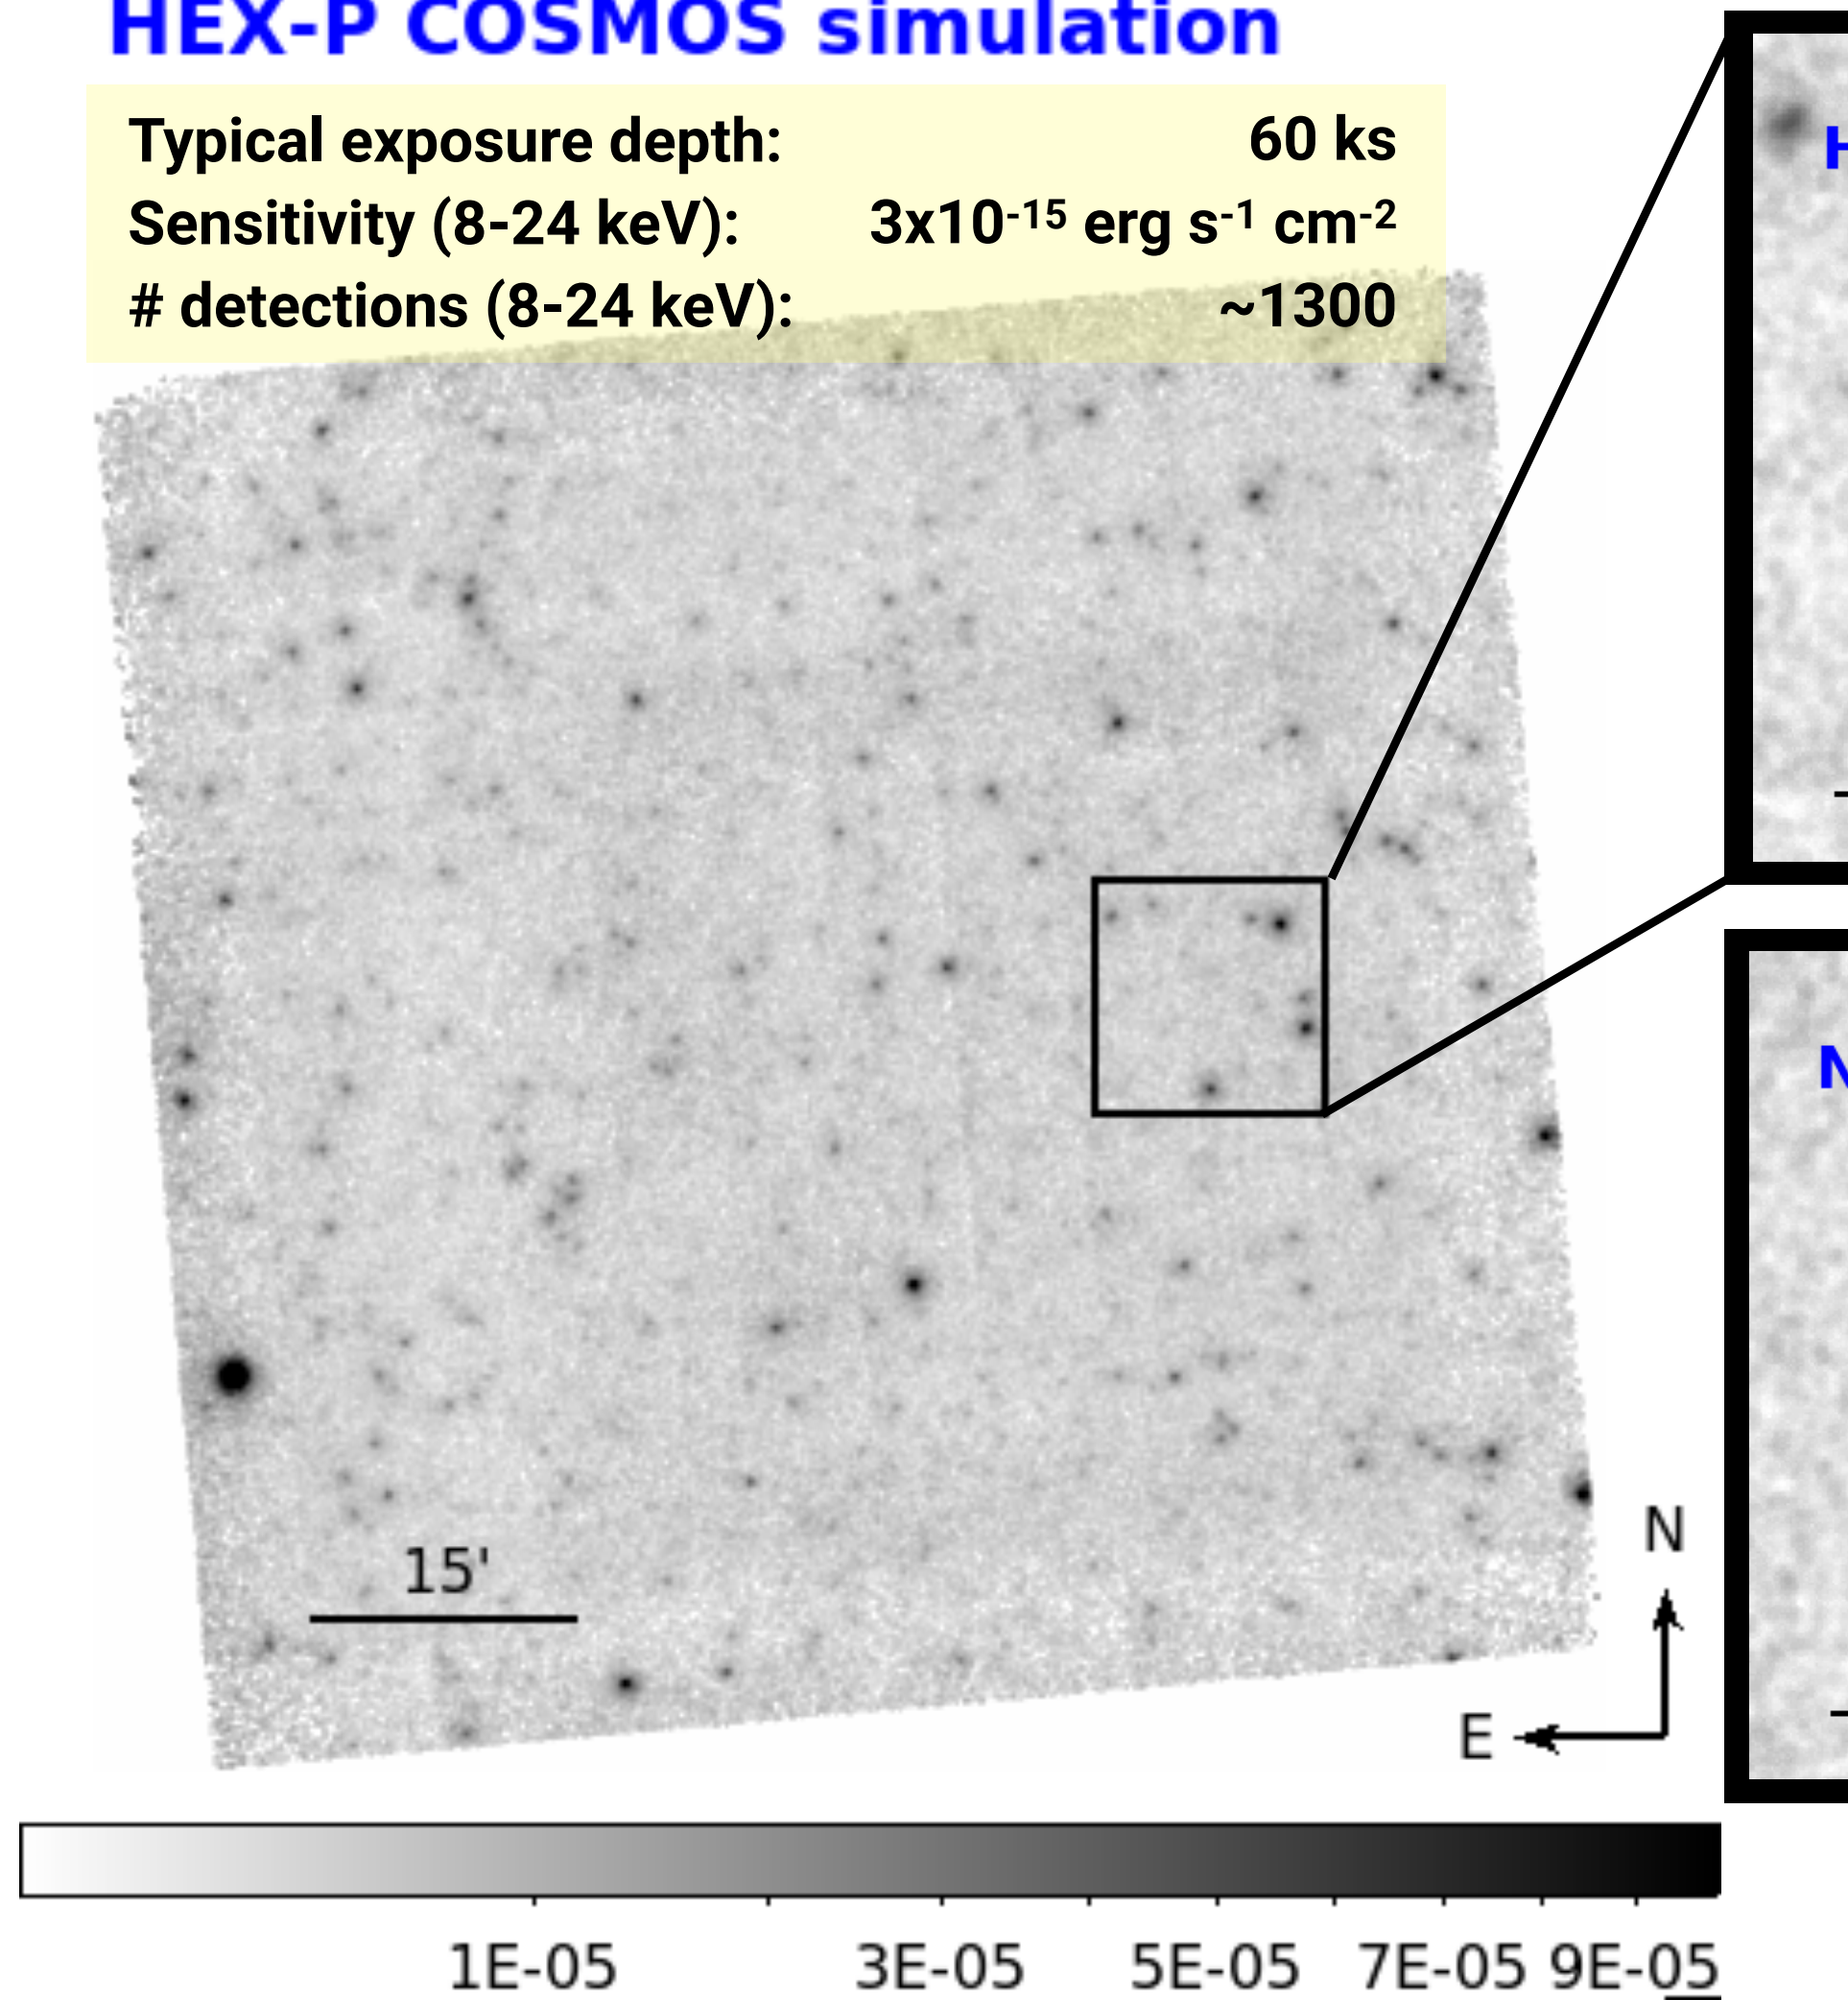 HEX-P COSMOS simulation
Typical exposure depth: 60 ks
Sensitivity (8-24 keV): 3x10⁻¹⁵ erg s⁻¹ cm⁻²
# detections (8-24 keV): ~1300
H
N
15'
N
E
1E-05 3E-05 5E-05 7E-05 9E-05